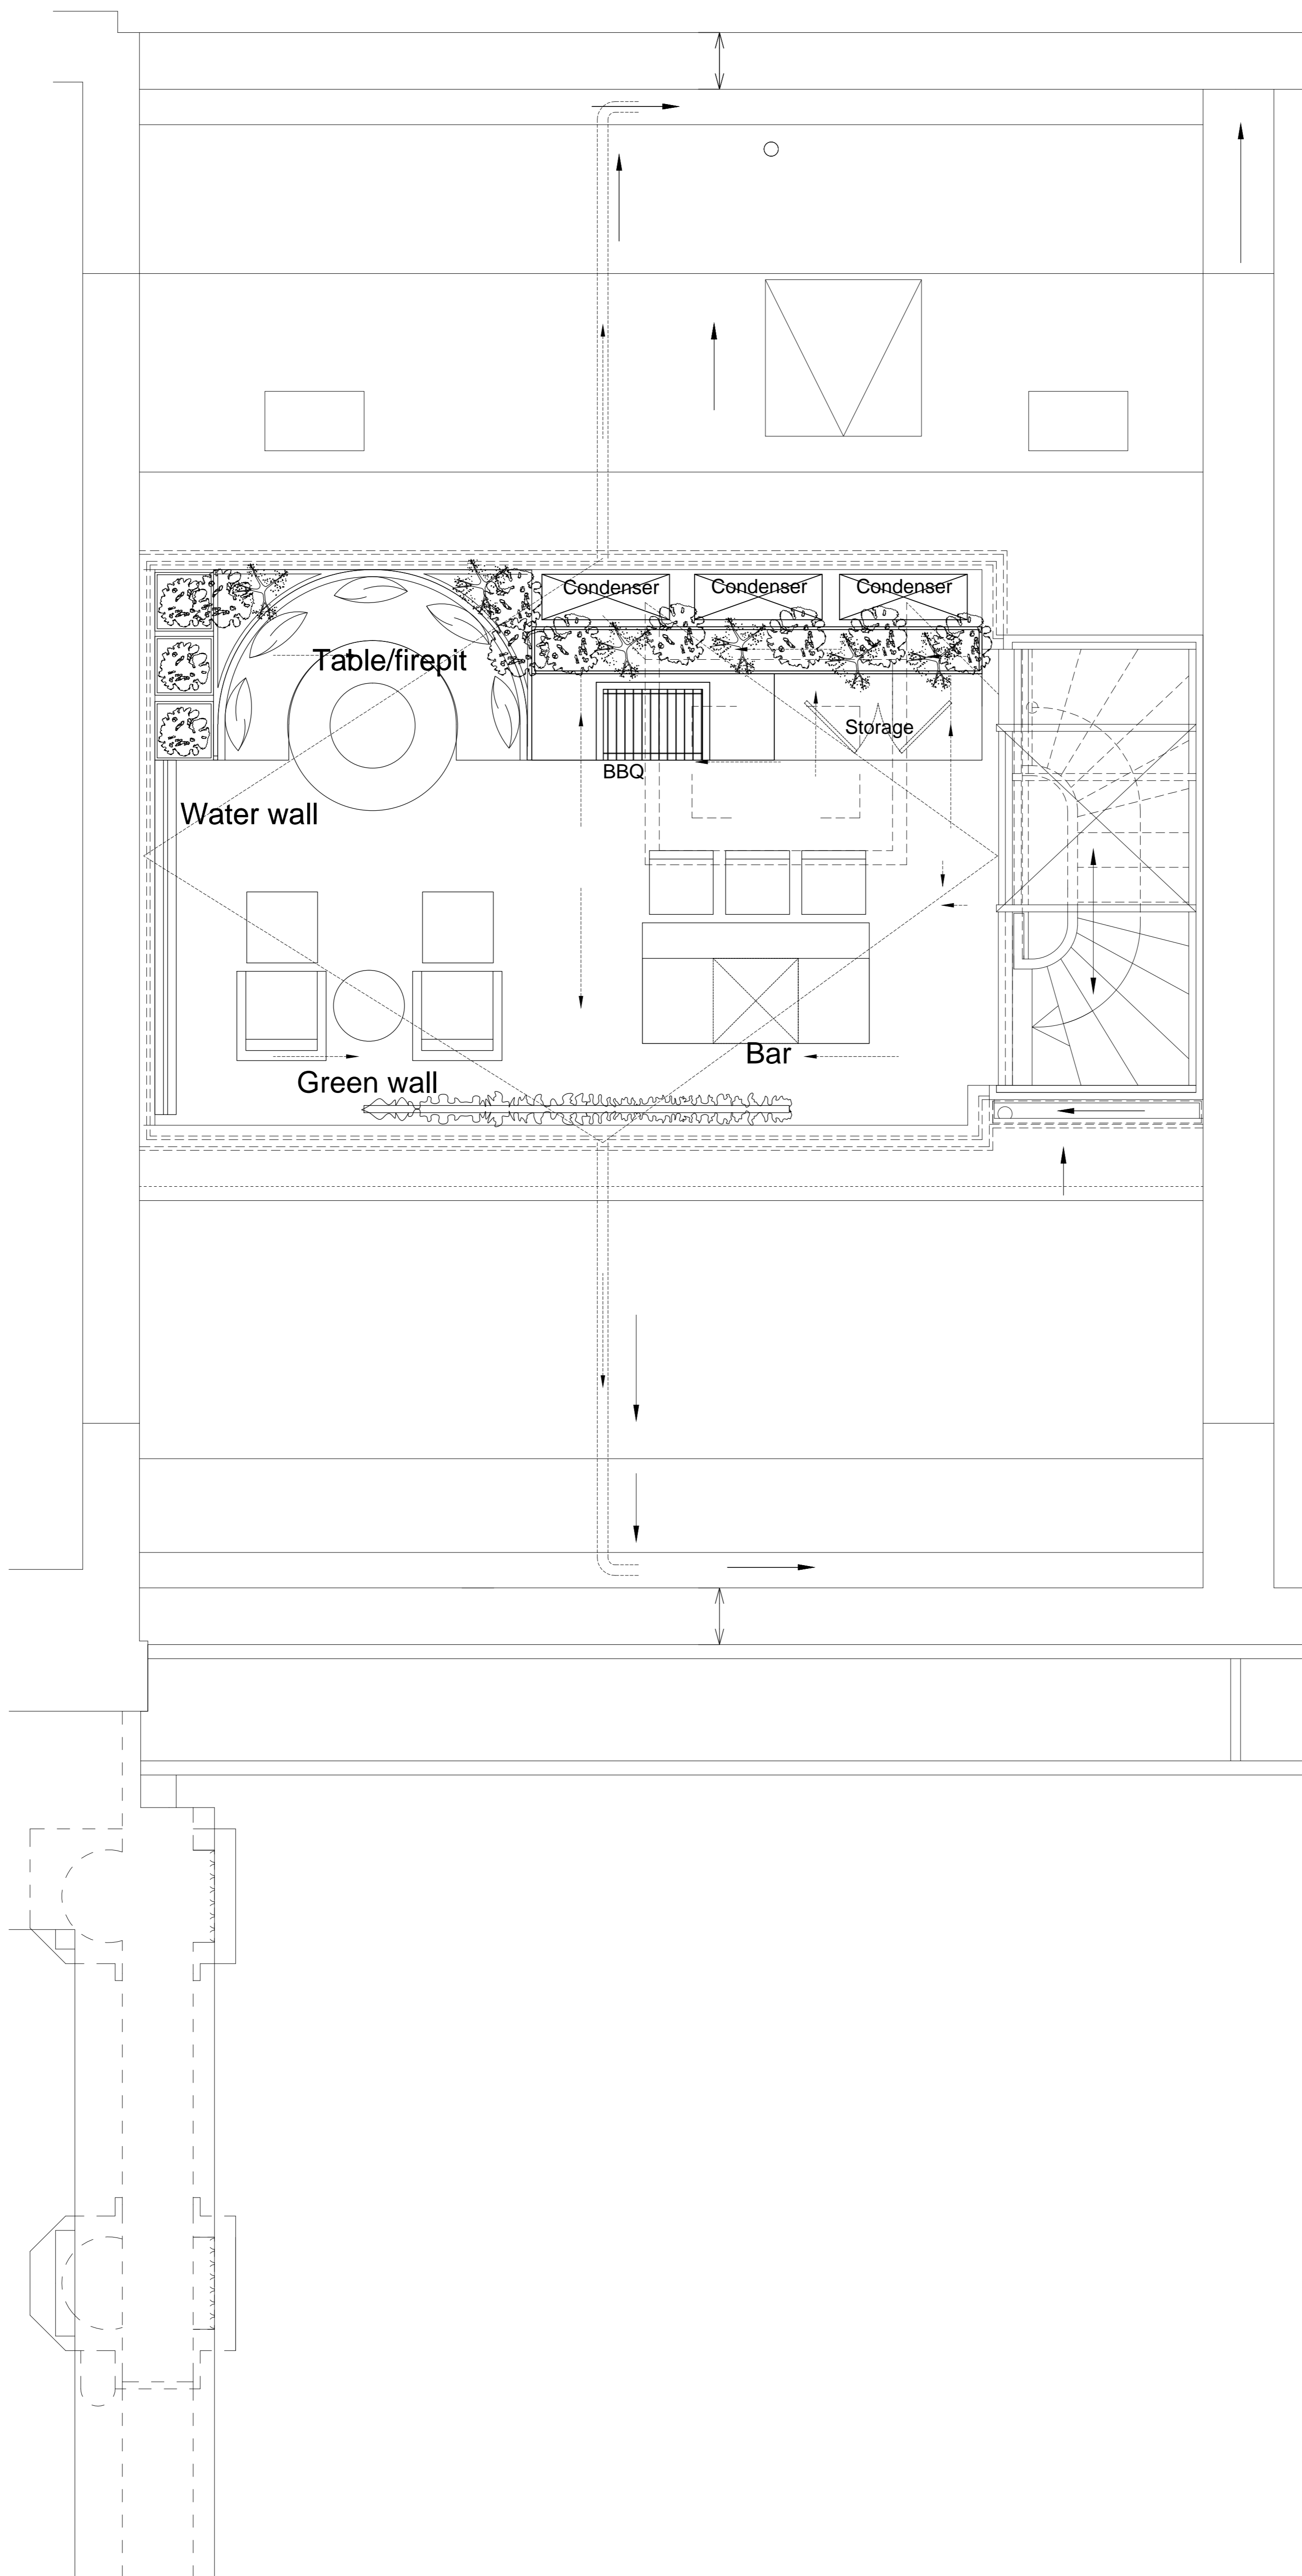 Condenser
Condenser
Condenser
Table/firepit
Storage
BBQ
Water wall
Bar
Green wall